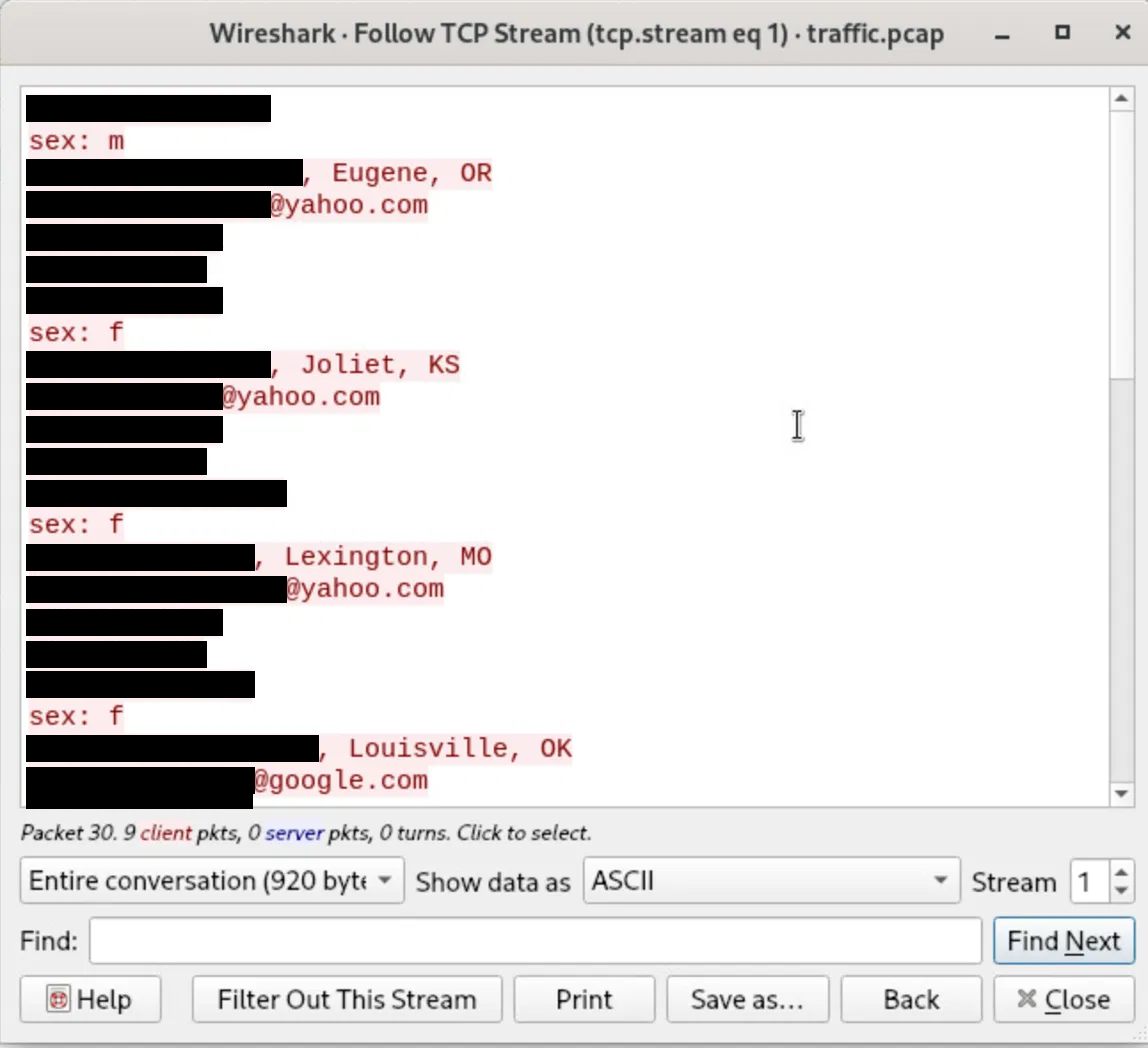 Wireshark · Follow TCP Stream (tcp.stream eq 1) · traffic.pcap
sex: m
, Eugene, OR
@yahoo.com
sex: f
, Joliet, KS
@yahoo.com
sex: f
, Lexington, MO
@yahoo.com
sex: f
, Louisville, OK
@google.com
Packet 30. 9 client pkts, 0 server pkts, 0 turns. Click to select.
Entire conversation (920 byte Show data as ASCII Stream 1
Find: Find Next
Help Filter Out This Stream Print Save as… Back Close